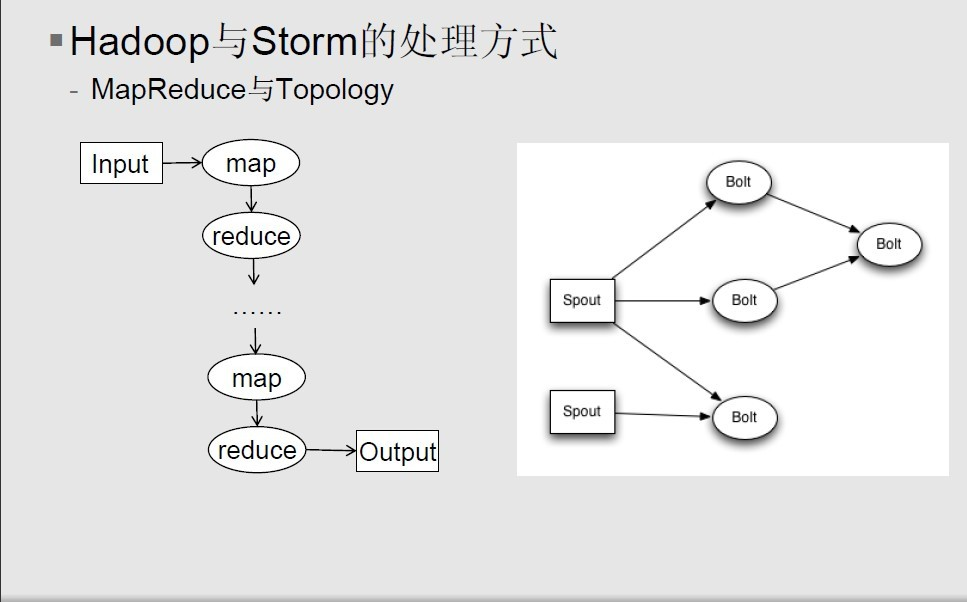 Hadoop与Storm的处理方式
- MapReduce与Topology
Input
map
reduce
......
map
reduce
Output
Bolt
Bolt
Spout
Bolt
Spout
Bolt